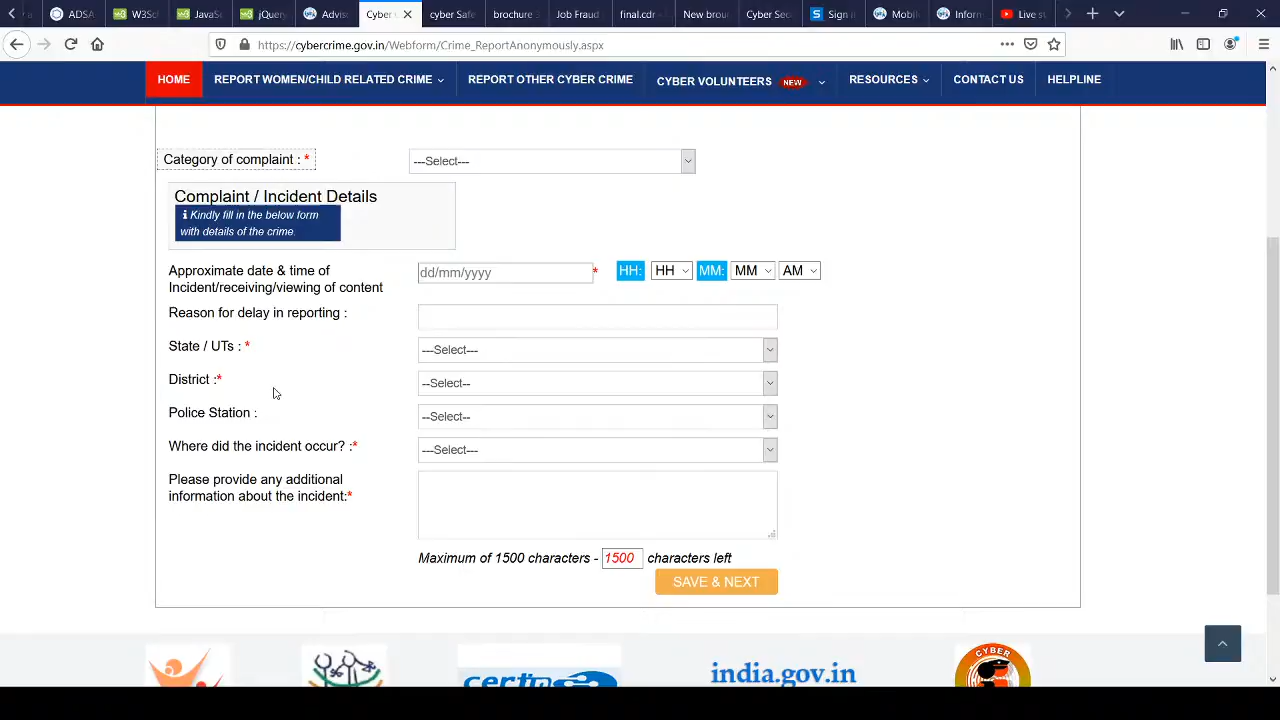 ADSA
W3Sch
JavaS
jQuery
Adviso
Cyber
cyber Safe
brochure
Job Fraud
final.cdr
New brou
Cyber Sec
Sign i
Mobil
Inform
Live s
https://cybercrime.gov.in/Webform/Crime_ReportAnonymously.aspx
HOME
REPORT WOMEN/CHILD RELATED CRIME
REPORT OTHER CYBER CRIME
CYBER VOLUNTEERS NEW
RESOURCES
CONTACT US
HELPLINE
Category of complaint : *
---Select---
Complaint / Incident Details
i Kindly fill in the below form
with details of the crime.
Approximate date & time of
Incident/receiving/viewing of content
dd/mm/yyyy * HH: HH MM: MM AM
Reason for delay in reporting :
State / UTs : * ---Select---
District :* --Select--
Police Station : --Select--
Where did the incident occur? :* ---Select---
Please provide any additional
information about the incident:*
Maximum of 1500 characters - 1500 characters left
SAVE & NEXT
india.gov.in
CYBER